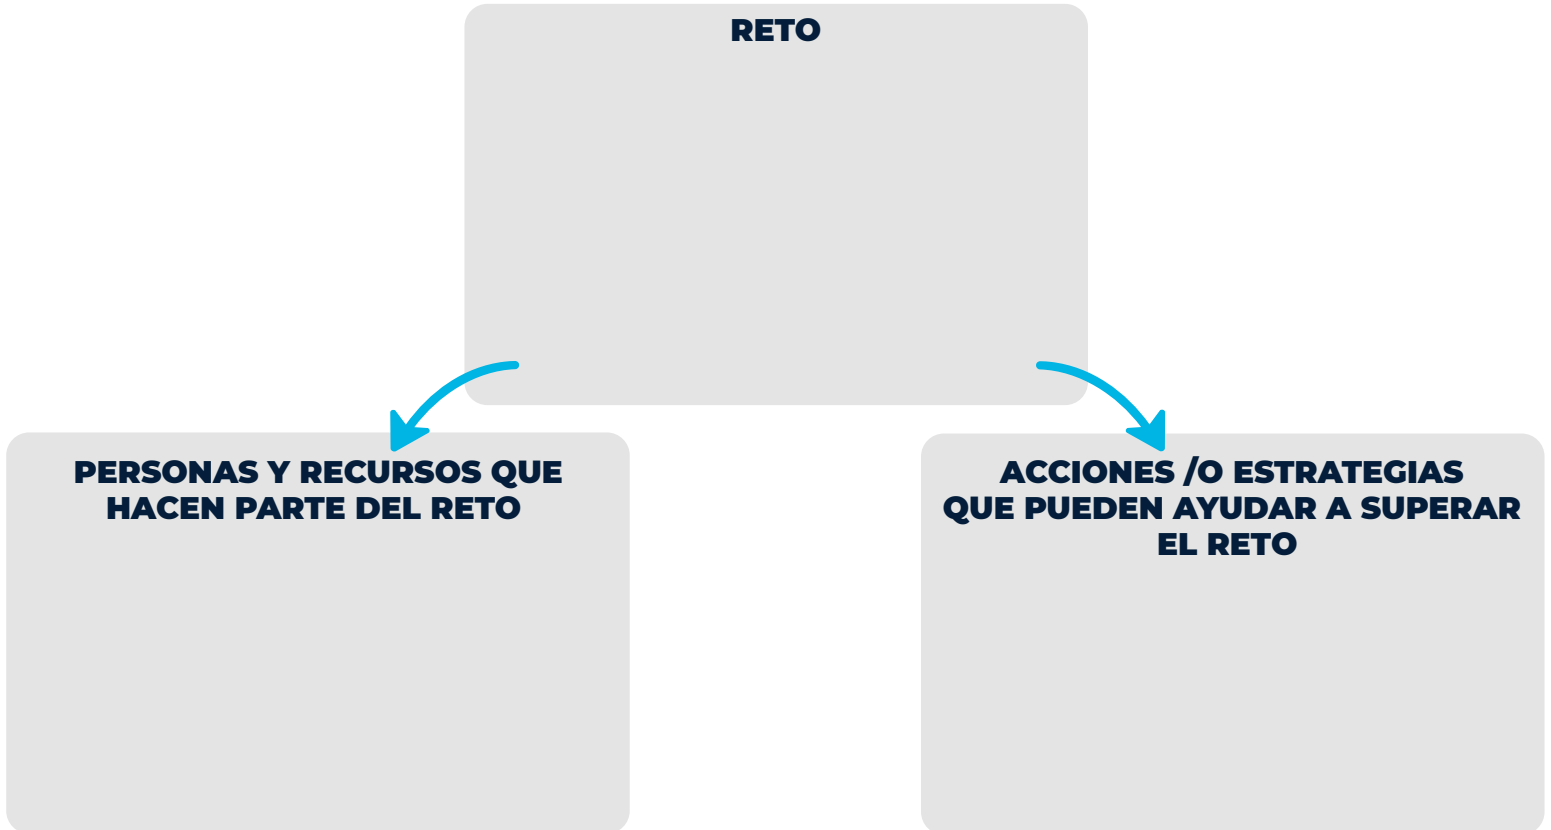 RETO
PERSONAS Y RECURSOS QUE
HACEN PARTE DEL RETO
ACCIONES /O ESTRATEGIAS
QUE PUEDEN AYUDAR A SUPERAR
EL RETO